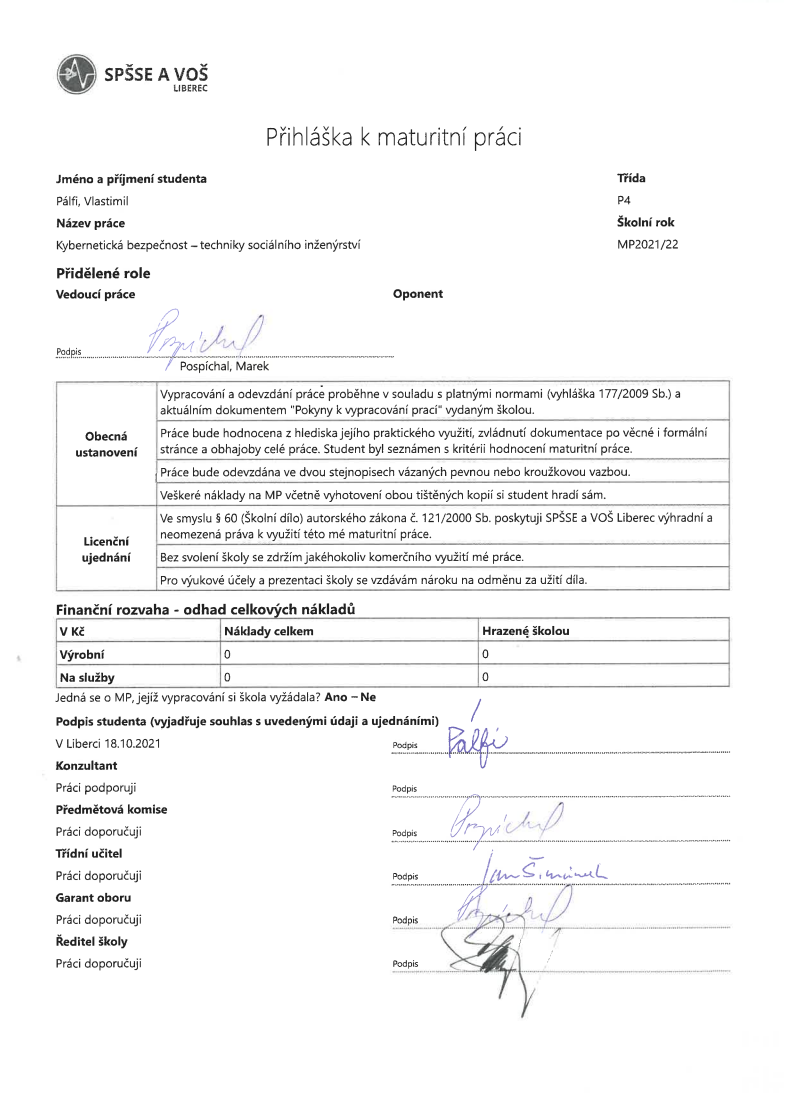 SPŠSE A VOŠ
LIBEREC
Přihláška k maturitní práci
Jméno a příjmení studenta Třída
Pálfi, Vlastimil P4
Název práce Školní rok
Kybernetická bezpečnost – techniky sociálního inženýrství MP2021/22
Přidělené role
Vedoucí práce Oponent
Podpis Pospíchal
Pospíchal, Marek
Obecná ustanovení
Vypracování a odevzdání práce proběhne v souladu s platnými normami (vyhláška 177/2009 Sb.) a
aktuálním dokumentem "Pokyny k vypracování prací" vydaným školou.
Práce bude hodnocena z hlediska jejího praktického využití, zvládnutí dokumentace po věcné i formální
stránce a obhajoby celé práce. Student byl seznámen s kritérii hodnocení maturitní práce.
Práce bude odevzdána ve dvou stejnopisech vázaných pevnou nebo kroužkovou vazbou.
Veškeré náklady na MP včetně vyhotovení obou tištěných kopií si student hradí sám.
Licenční ujednání
Ve smyslu § 60 (Školní dílo) autorského zákona č. 121/2000 Sb. poskytuji SPŠSE a VOŠ Liberec výhradní a
neomezená práva k využití této mé maturitní práce.
Bez svolení školy se zdržím jakéhokoliv komerčního využití mé práce.
Pro výukové účely a prezentaci školy se vzdávám nároku na odměnu za užití díla.
Finanční rozvaha - odhad celkových nákladů
V Kč Náklady celkem Hrazené školou
Výrobní 0 0
Na služby 0 0
Jedná se o MP, jejíž vypracování si škola vyžádala? Ano – Ne
Podpis studenta (vyjadřuje souhlas s uvedenými údaji a ujednáními)
V Liberci 18.10.2021 Podpis Pálfi
Konzultant
Práci podporuji Podpis
Předmětová komise
Práci doporučuji Podpis Pospíchal
Třídní učitel
Práci doporučuji Podpis Jan Šimůnek
Garant oboru
Práci doporučuji Podpis Pospíchal
Ředitel školy
Práci doporučuji Podpis